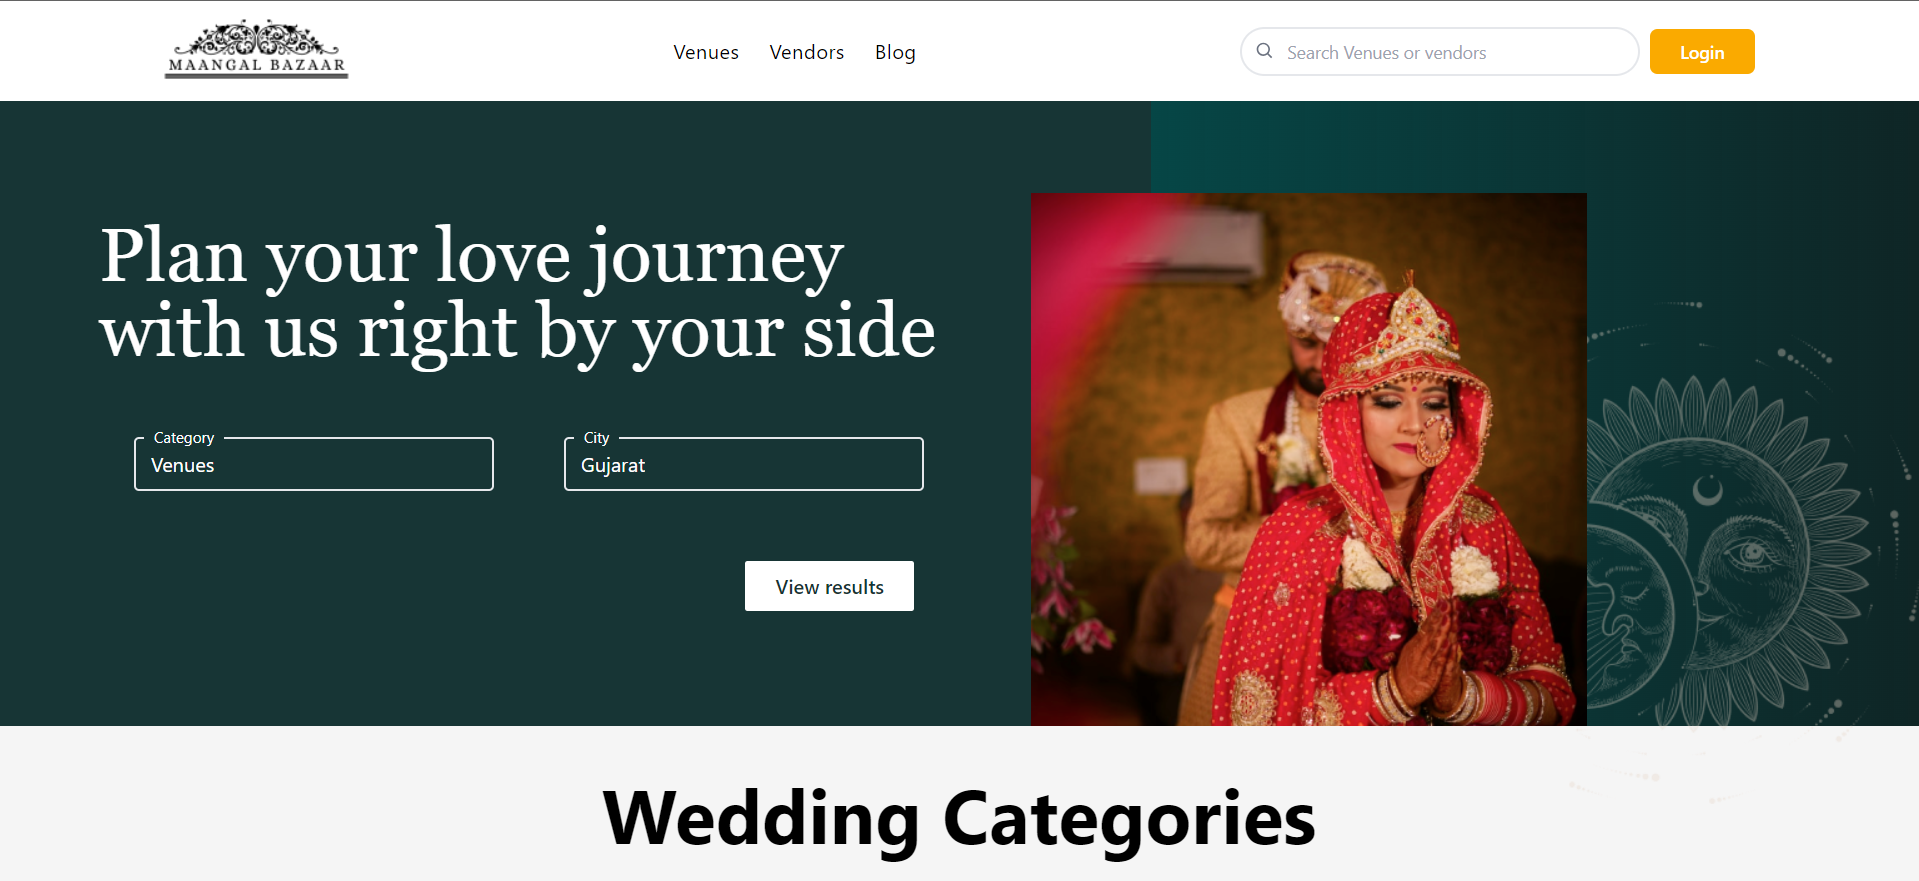 MAANGAL BAZAAR
Venues Vendors Blog
Search Venues or vendors
Login
Plan your love journey
with us right by your side
Category
Venues
City
Gujarat
View results
Wedding Categories